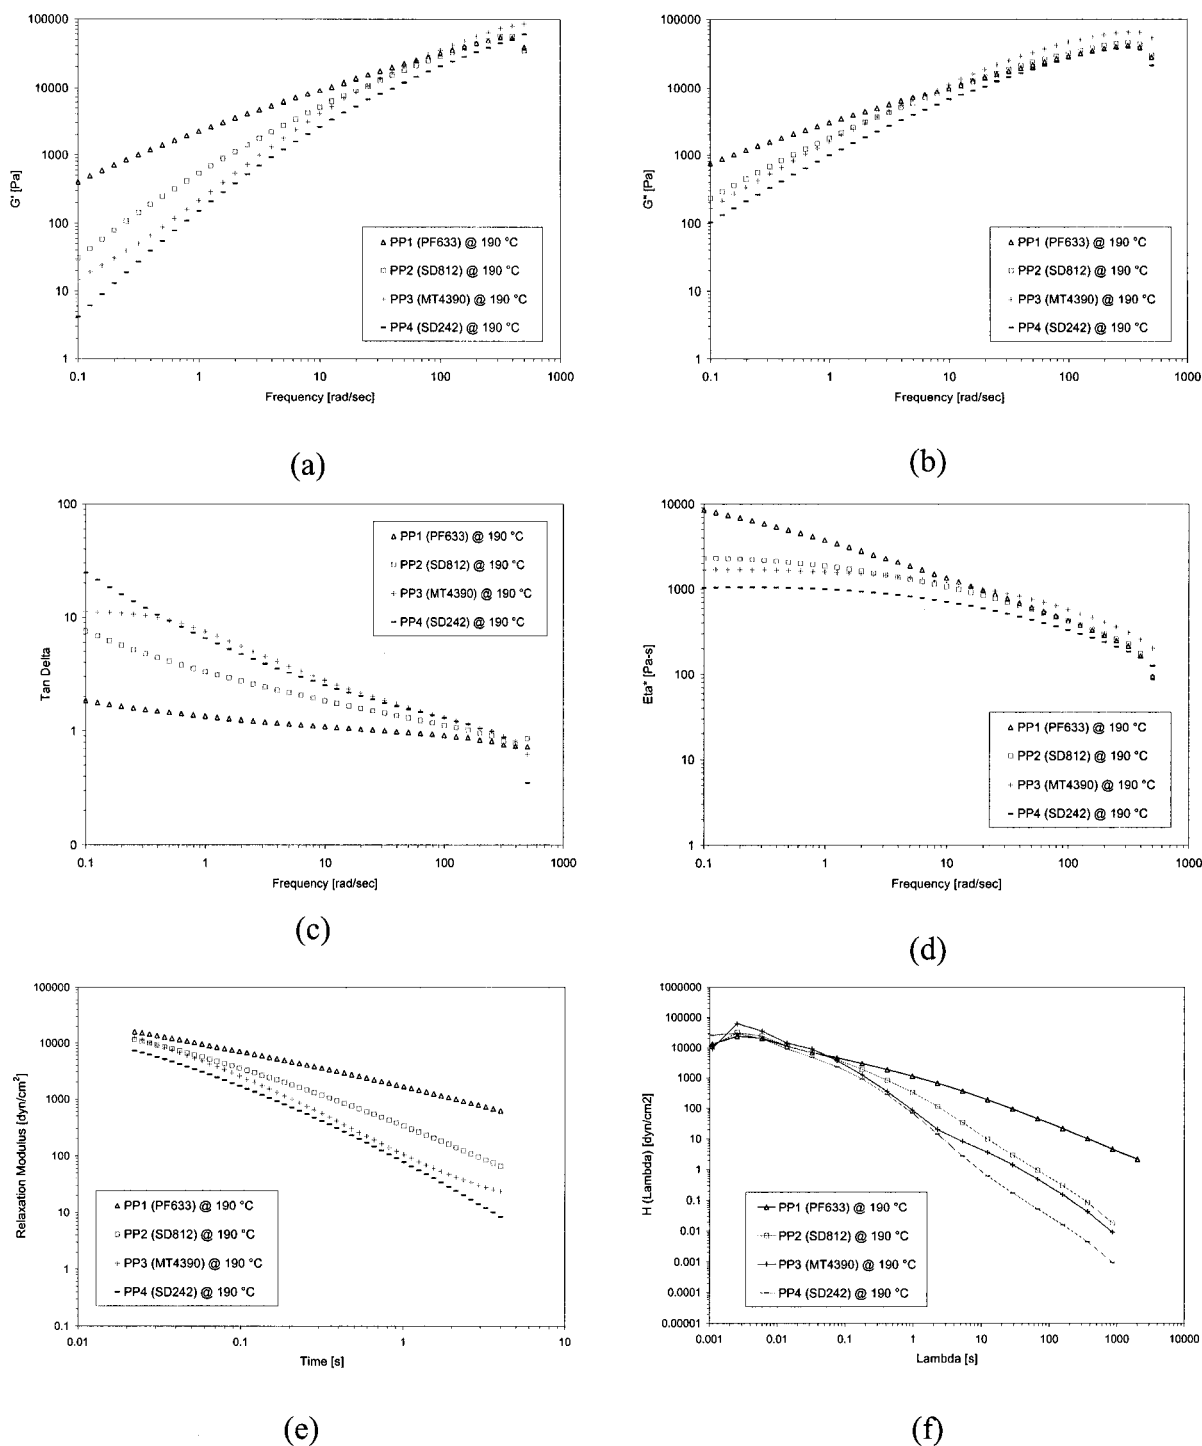 100000
10000
1000
100
10
1
G' [Pa]
0.1 1 10 100 1000
Frequency [rad/sec]
PP1 (PF633) @ 190 °C
PP2 (SD812) @ 190 °C
PP3 (MT4390) @ 190 °C
PP4 (SD242) @ 190 °C
(a)
100000
10000
1000
100
10
1
G" [Pa]
0.1 1 10 100 1000
Frequency [rad/sec]
PP1 (PF633) @ 190 °C
PP2 (SD812) @ 190 °C
PP3 (MT4390) @ 190 °C
PP4 (SD242) @ 190 °C
(b)
100
10
1
0
Tan Delta
0.1 1 10 100 1000
Frequency [rad/sec]
PP1 (PF633) @ 190 °C
PP2 (SD812) @ 190 °C
PP3 (MT4390) @ 190 °C
PP4 (SD242) @ 190 °C
(c)
10000
1000
100
10
1
Eta* [Pa-s]
0.1 1 10 100 1000
Frequency [rad/sec]
PP1 (PF633) @ 190 °C
PP2 (SD812) @ 190 °C
PP3 (MT4390) @ 190 °C
PP4 (SD242) @ 190 °C
(d)
100000
10000
1000
100
10
1
0.1
Relaxation Modulus [dyn/cm²]
0.01 0.1 1 10
Time [s]
PP1 (PF633) @ 190 °C
PP2 (SD812) @ 190 °C
PP3 (MT4390) @ 190 °C
PP4 (SD242) @ 190 °C
(e)
1000000
100000
10000
1000
100
10
1
0.1
0.01
0.001
0.0001
0.00001
H (Lambda) [dyn/cm2]
0.001 0.01 0.1 1 10 100 1000 10000
Lambda [s]
PP1 (PF633) @ 190 °C
PP2 (SD812) @ 190 °C
PP3 (MT4390) @ 190 °C
PP4 (SD242) @ 190 °C
(f)